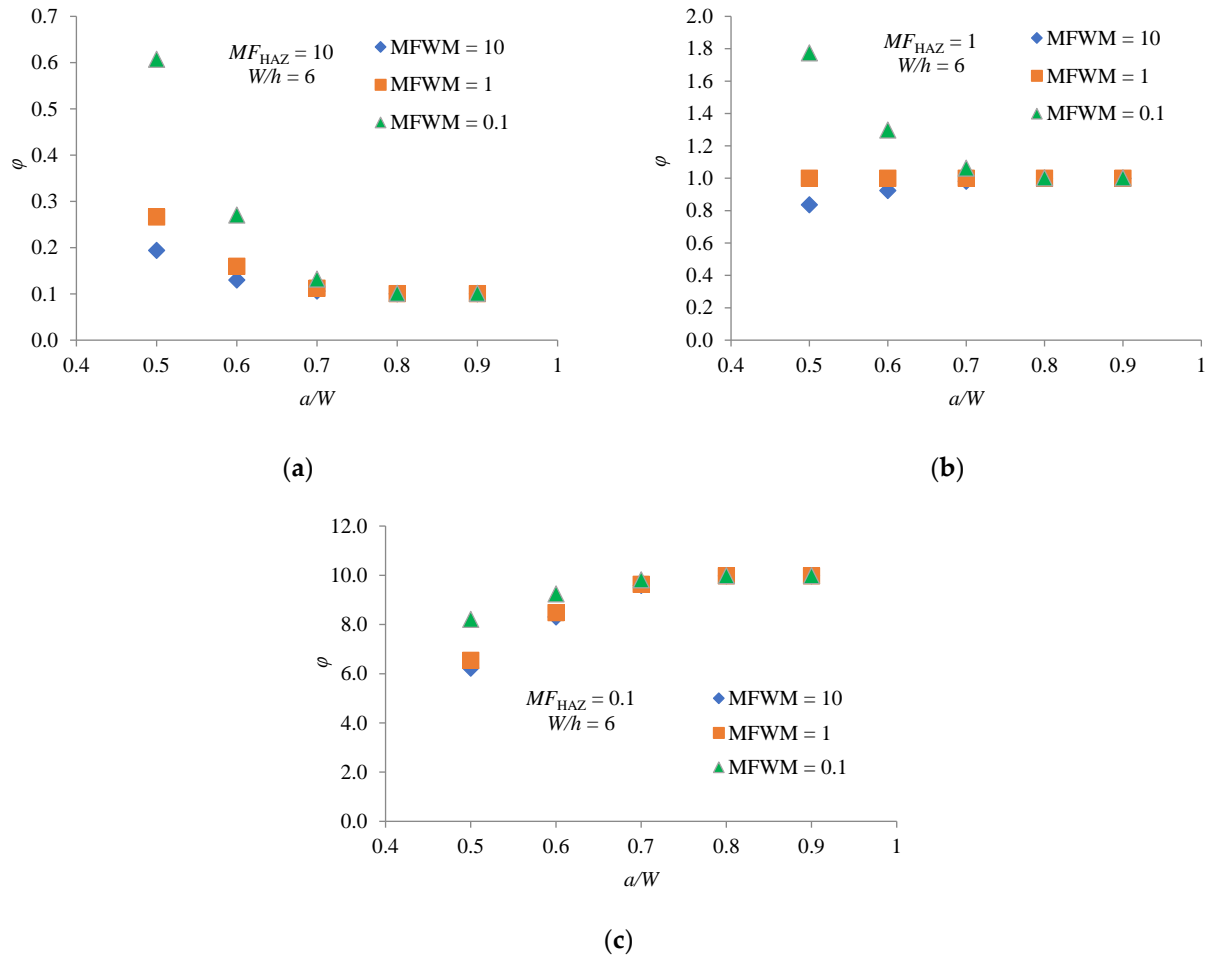 0.7
0.6
0.5
0.4
0.3
0.2
0.1
0.0
φ
MF_HAZ = 10
W/h = 6
MFWM = 10
MFWM = 1
MFWM = 0.1
0.4 0.5 0.6 0.7 0.8 0.9 1
a/W
(a)
2.0
1.8
1.6
1.4
1.2
1.0
0.8
0.6
0.4
0.2
0.0
φ
MF_HAZ = 1
W/h = 6
MFWM = 10
MFWM = 1
MFWM = 0.1
0.4 0.5 0.6 0.7 0.8 0.9 1
a/W
(b)
12.0
10.0
8.0
6.0
4.0
2.0
0.0
φ
MF_HAZ = 0.1
W/h = 6
MFWM = 10
MFWM = 1
MFWM = 0.1
0.4 0.5 0.6 0.7 0.8 0.9 1
a/W
(c)